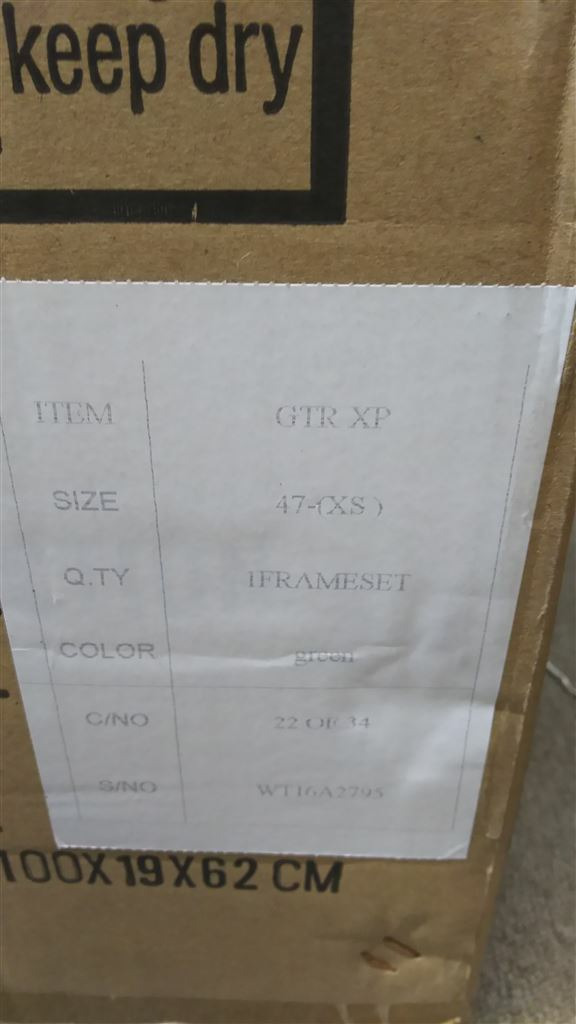 keep dry
ITEM GTR XP
SIZE 47-(XS )
Q.TY 1FRAMESET
COLOR green
C/NO 22 OF 34
S/NO WT16A2795
100X19X62 CM